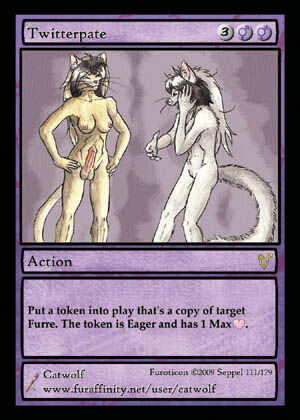 Twitterpate 3
Action
Put a token into play that's a copy of target
Furre. The token is Eager and has 1 Max♡.
Catwolf Furoticon ©2009 Seppel 111/179
www.furaffinity.net/user/catwolf